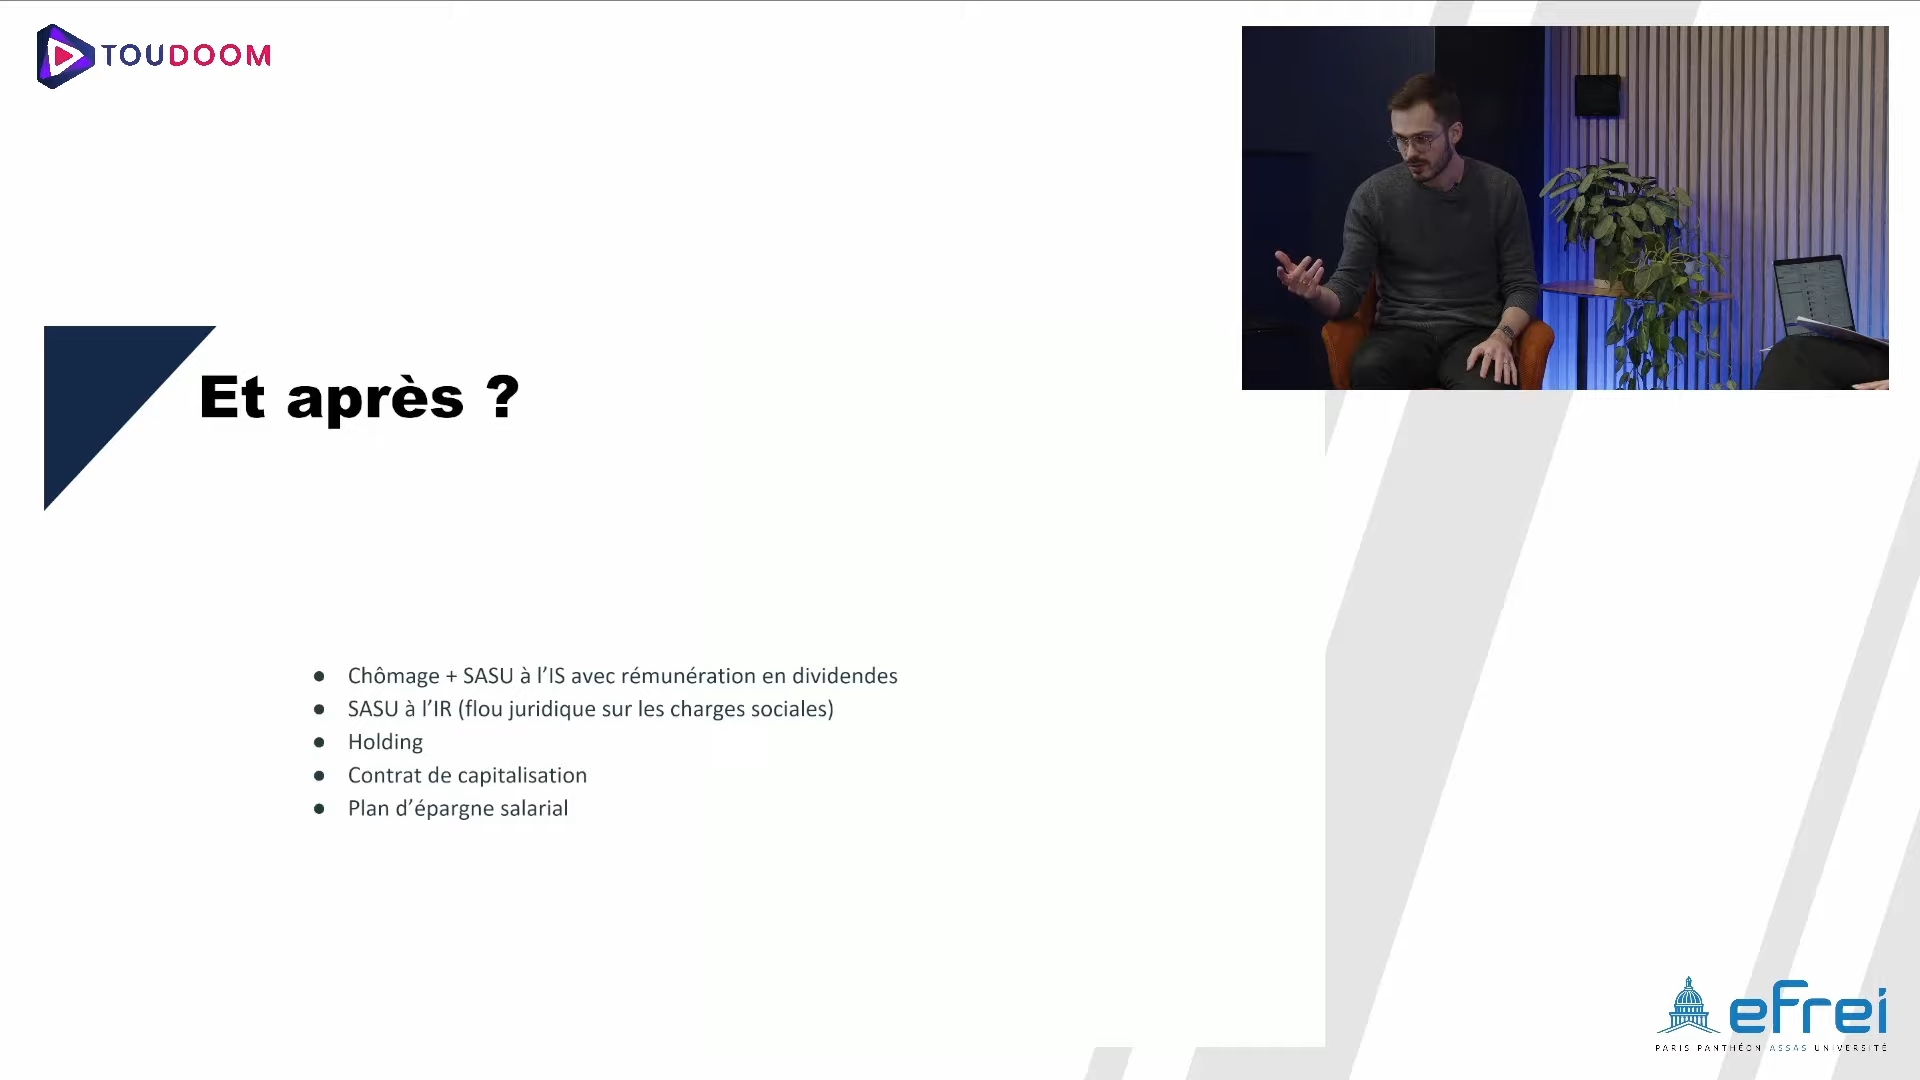 TOUDOOM
Et après ?
● Chômage + SASU à l’IS avec rémunération en dividendes
● SASU à l’IR (flou juridique sur les charges sociales)
● Holding
● Contrat de capitalisation
● Plan d’épargne salarial
efrei
PARIS PANTHÉON ASSAS UNIVERSITÉ